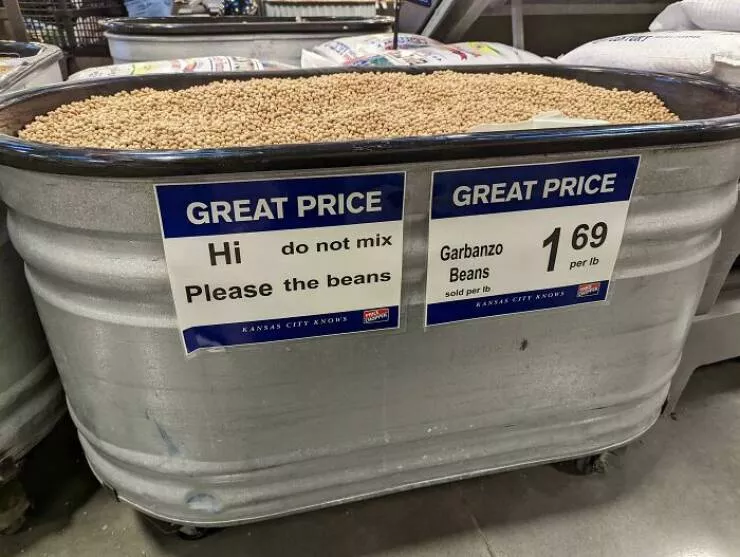 GREAT PRICE
Hi do not mix
Please the beans
KANSAS CITY KNOWS
GREAT PRICE
Garbanzo
Beans
sold per lb
1 69
per lb
KANSAS CITY KNOWS